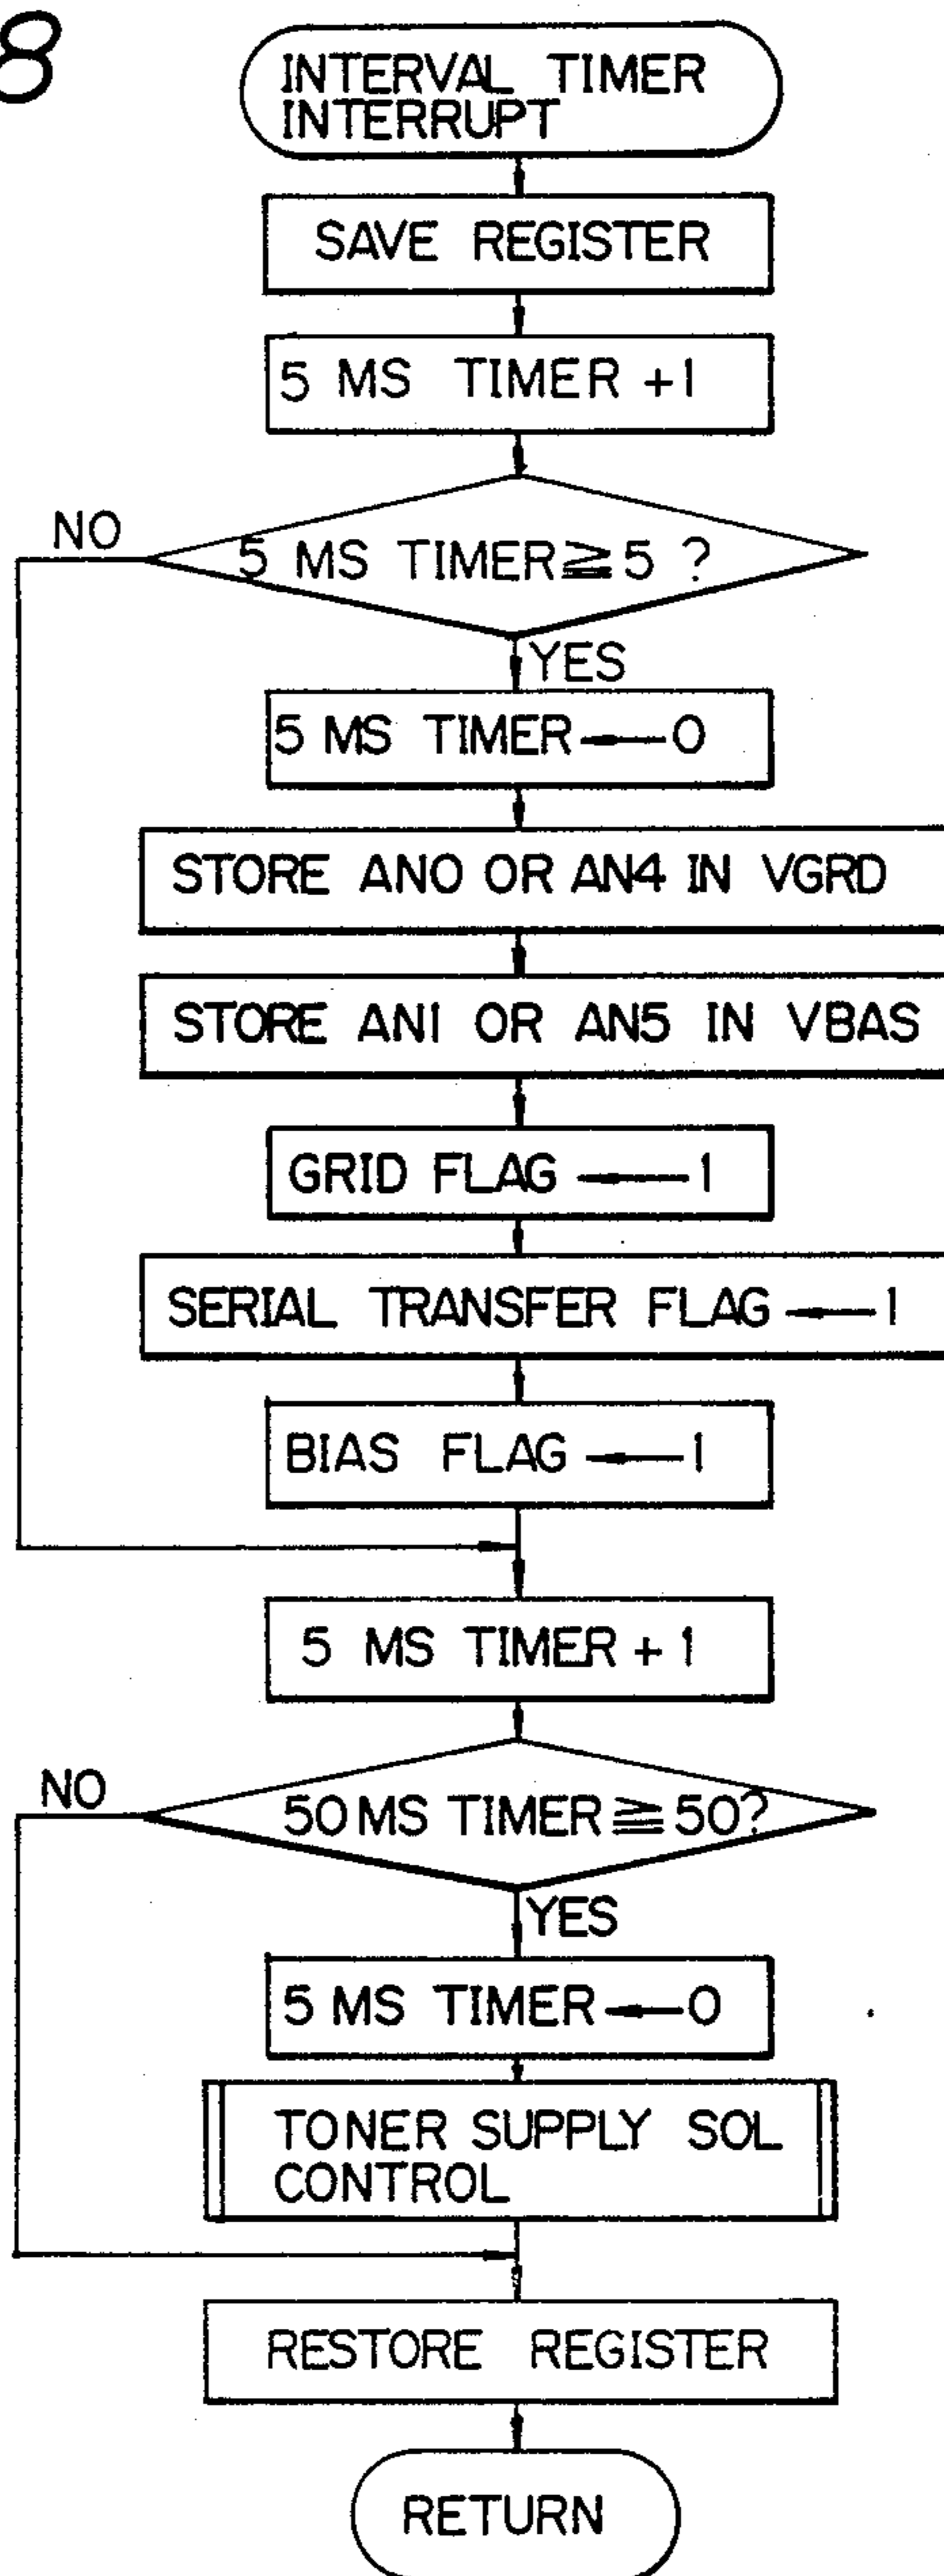 8
INTERVAL TIMER
INTERRUPT
SAVE REGISTER
5 MS TIMER +1
5 MS TIMER ≧ 5 ?
NO
YES
5 MS TIMER ← 0
STORE AN0 OR AN4 IN VGRD
STORE AN1 OR AN5 IN VBAS
GRID FLAG ← 1
SERIAL TRANSFER FLAG ← 1
BIAS FLAG ← 1
5 MS TIMER + 1
50 MS TIMER ≧ 50?
NO
YES
5 MS TIMER ← 0
TONER SUPPLY SOL
CONTROL
RESTORE REGISTER
RETURN